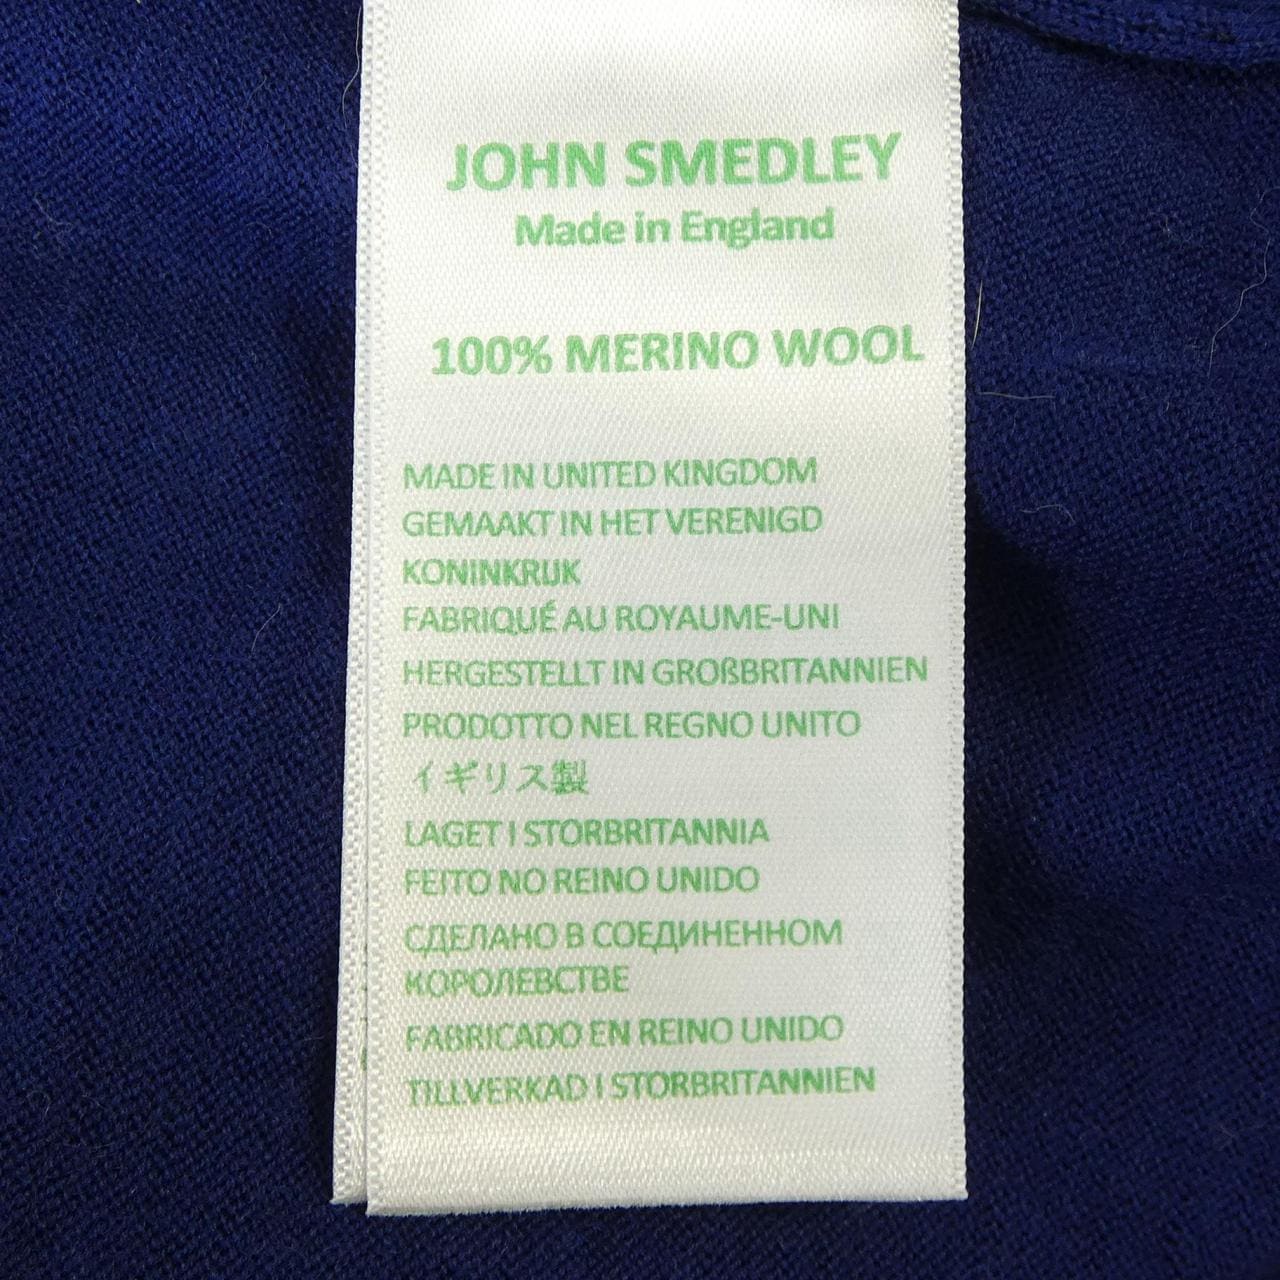 JOHN SMEDLEY
Made in England
100% MERINO WOOL
MADE IN UNITED KINGDOM
GEMAAKT IN HET VERENIGD
KONINKRIJK
FABRIQUÉ AU ROYAUME-UNI
HERGESTELLT IN GROßBRITANNIEN
PRODOTTO NEL REGNO UNITO
イギリス製
LAGET I STORBRITANNIA
FEITO NO REINO UNIDO
СДЕЛАНО В СОЕДИНЕННОМ
КОРОЛЕВСТВЕ
FABRICADO EN REINO UNIDO
TILLVERKAD I STORBRITANNIEN